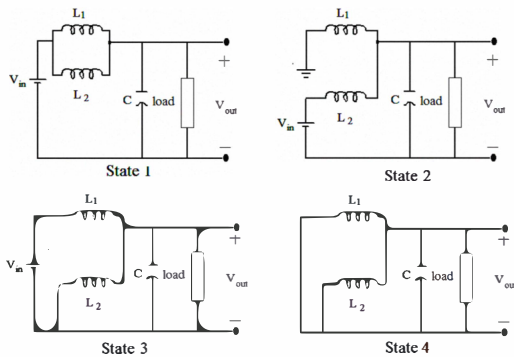 L1
Vin
L2
C load
+
Vout
–
State 1
L1
L2
Vin
C load
+
Vout
–
State 2
L1
Vin
L2
C load
+
Vout
–
State 3
L1
L2
C load
+
Vout
–
State 4